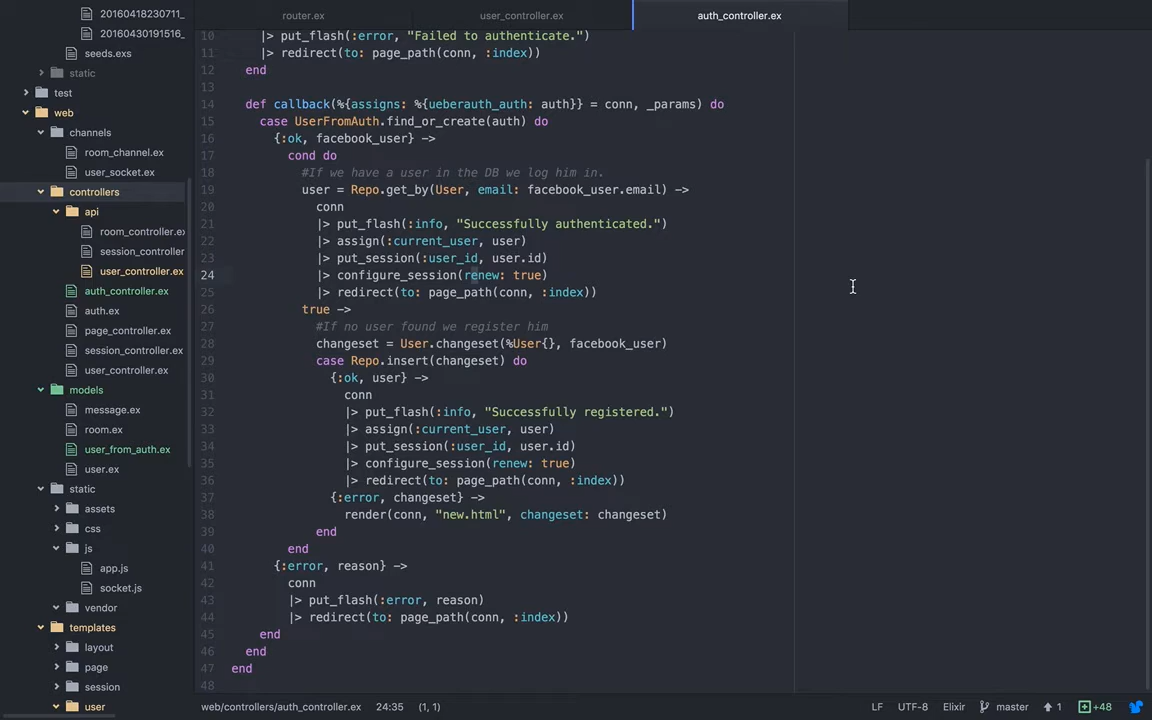 20160418230711_
20160430191516_
seeds.exs
static
test
web
channels
room_channel.ex
user_socket.ex
controllers
api
room_controller.ex
session_controller
user_controller.ex
auth_controller.ex
auth.ex
page_controller.ex
session_controller.ex
user_controller.ex
models
message.ex
room.ex
user_from_auth.ex
user.ex
static
assets
css
js
app.js
socket.js
vendor
templates
layout
page
session
user
router.ex
user_controller.ex
auth_controller.ex
10 |> put_flash(:error, "Failed to authenticate.")
11 |> redirect(to: page_path(conn, :index))
12 end
13
14 def callback(%{assigns: %{ueberauth_auth: auth}} = conn, _params) do
15 case UserFromAuth.find_or_create(auth) do
16 {:ok, facebook_user} ->
17 cond do
18 #If we have a user in the DB we log him in.
19 user = Repo.get_by(User, email: facebook_user.email) ->
20 conn
21 |> put_flash(:info, "Successfully authenticated.")
22 |> assign(:current_user, user)
23 |> put_session(:user_id, user.id)
24 |> configure_session(renew: true)
25 |> redirect(to: page_path(conn, :index))
26 true ->
27 #If no user found we register him
28 changeset = User.changeset(%User{}, facebook_user)
29 case Repo.insert(changeset) do
30 {:ok, user} ->
31 conn
32 |> put_flash(:info, "Successfully registered.")
33 |> assign(:current_user, user)
34 |> put_session(:user_id, user.id)
35 |> configure_session(renew: true)
36 |> redirect(to: page_path(conn, :index))
37 {:error, changeset} ->
38 render(conn, "new.html", changeset: changeset)
39 end
40 end
41 {:error, reason} ->
42 conn
43 |> put_flash(:error, reason)
44 |> redirect(to: page_path(conn, :index))
45 end
46 end
47 end
48
web/controllers/auth_controller.ex 24:35 (1, 1) LF UTF-8 Elixir master 1 +48